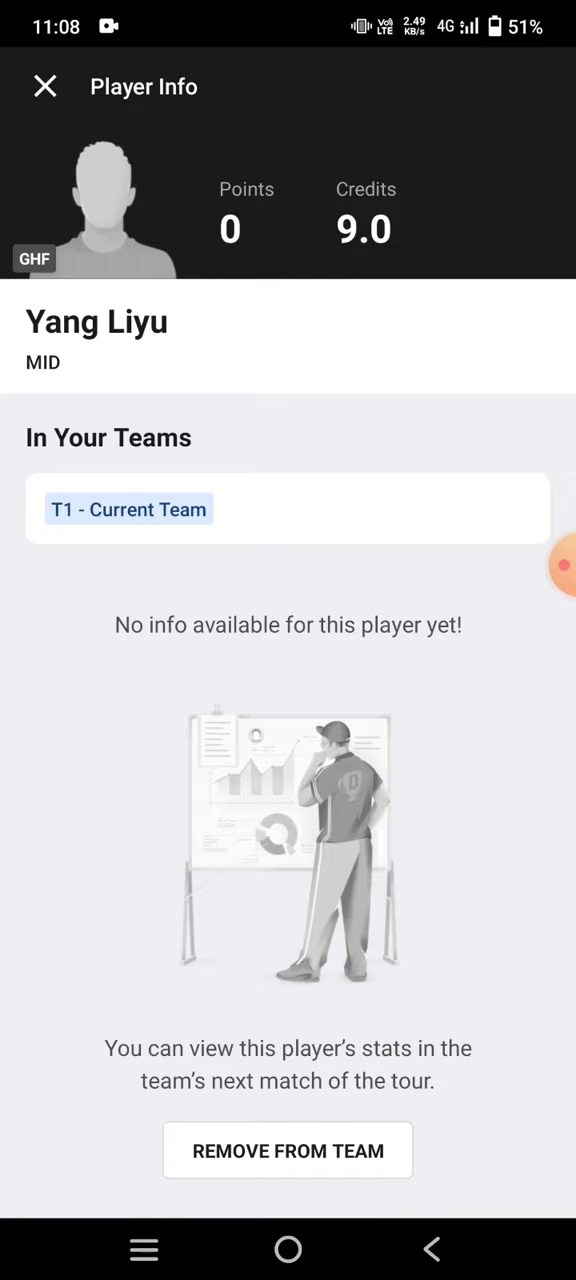 11:08 Vo) LTE 2.49 KB/s 4G 51%
Player Info
Points Credits
0 9.0
GHF
Yang Liyu
MID
In Your Teams
T1 - Current Team
No info available for this player yet!
D
You can view this player’s stats in the
team’s next match of the tour.
REMOVE FROM TEAM